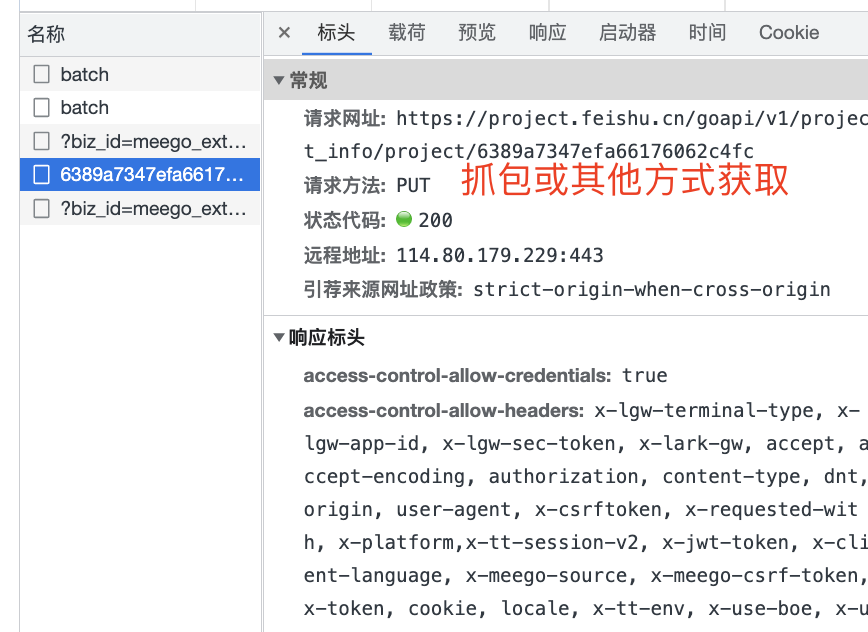 名称
batch
batch
?biz_id=meego_ext...
6389a7347efa6617...
?biz_id=meego_ext...
× 标头 载荷 预览 响应 启动器 时间 Cookie
▼常规
请求网址: https://project.feishu.cn/goapi/v1/projec
t_info/project/6389a7347efa66176062c4fc
请求方法: PUT
抓包或其他方式获取
状态代码: 200
远程地址: 114.80.179.229:443
引荐来源网址政策: strict-origin-when-cross-origin
▼响应标头
access-control-allow-credentials: true
access-control-allow-headers: x-lgw-terminal-type, x-
lgw-app-id, x-lgw-sec-token, x-lark-gw, accept, a
ccept-encoding, authorization, content-type, dnt,
origin, user-agent, x-csrftoken, x-requested-wit
h, x-platform,x-tt-session-v2, x-jwt-token, x-cli
ent-language, x-meego-source, x-meego-csrf-token,
x-token, cookie, locale, x-tt-env, x-use-boe, x-u